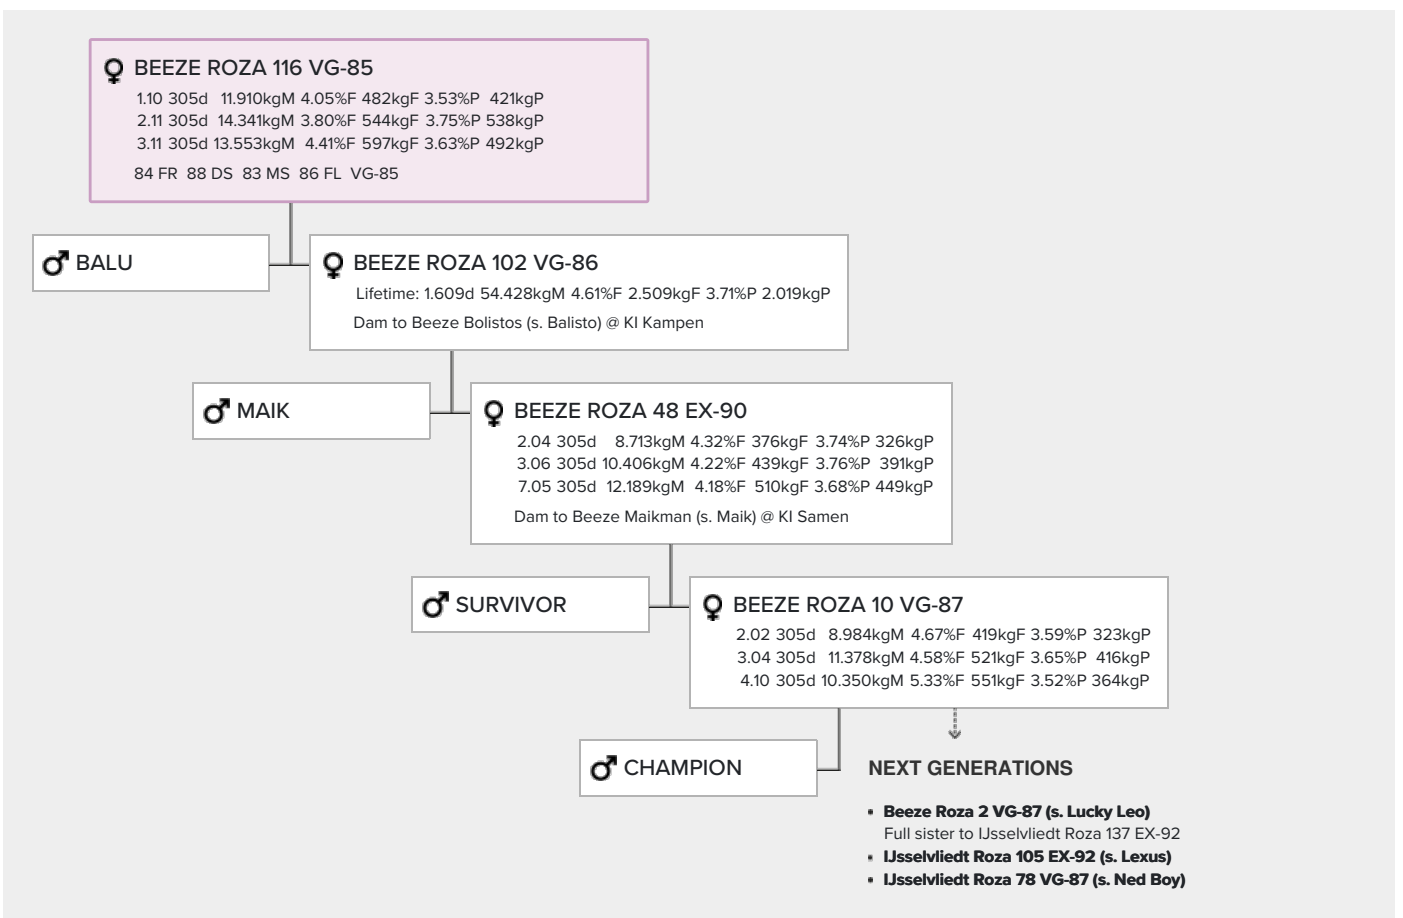 BEEZE ROZA 116 VG-85
1.10 305d 11.910kgM 4.05%F 482kgF 3.53%P 421kgP
2.11 305d 14.341kgM 3.80%F 544kgF 3.75%P 538kgP
3.11 305d 13.553kgM 4.41%F 597kgF 3.63%P 492kgP
84 FR 88 DS 83 MS 86 FL VG-85
BALU
BEEZE ROZA 102 VG-86
Lifetime: 1.609d 54.428kgM 4.61%F 2.509kgF 3.71%P 2.019kgP
Dam to Beeze Bolistos (s. Balisto) @ KI Kampen
MAIK
BEEZE ROZA 48 EX-90
2.04 305d 8.713kgM 4.32%F 376kgF 3.74%P 326kgP
3.06 305d 10.406kgM 4.22%F 439kgF 3.76%P 391kgP
7.05 305d 12.189kgM 4.18%F 510kgF 3.68%P 449kgP
Dam to Beeze Maikman (s. Maik) @ KI Samen
SURVIVOR
BEEZE ROZA 10 VG-87
2.02 305d 8.984kgM 4.67%F 419kgF 3.59%P 323kgP
3.04 305d 11.378kgM 4.58%F 521kgF 3.65%P 416kgP
4.10 305d 10.350kgM 5.33%F 551kgF 3.52%P 364kgP
CHAMPION
NEXT GENERATIONS
• Beeze Roza 2 VG-87 (s. Lucky Leo)
Full sister to IJsselvliedt Roza 137 EX-92
• IJsselvliedt Roza 105 EX-92 (s. Lexus)
• IJsselvliedt Roza 78 VG-87 (s. Ned Boy)